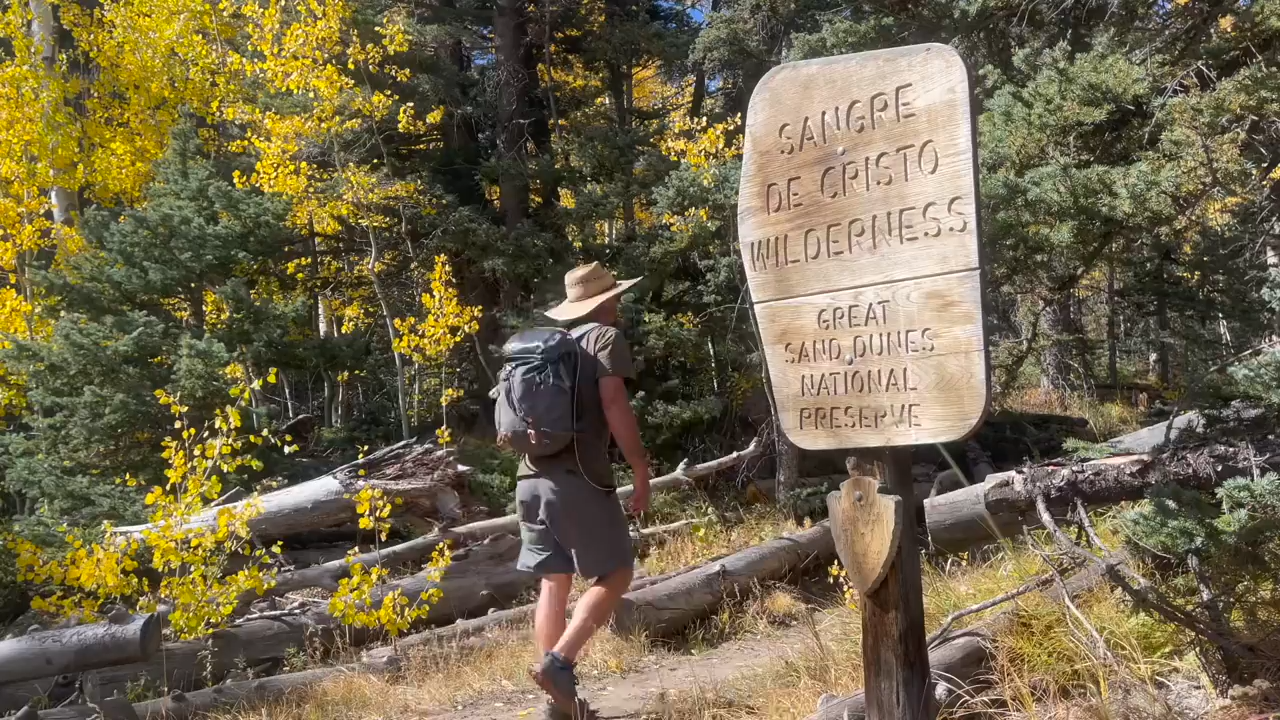 SANGRE
DE CRISTO
WILDERNESS
GREAT
SAND DUNES
NATIONAL
PRESERVE